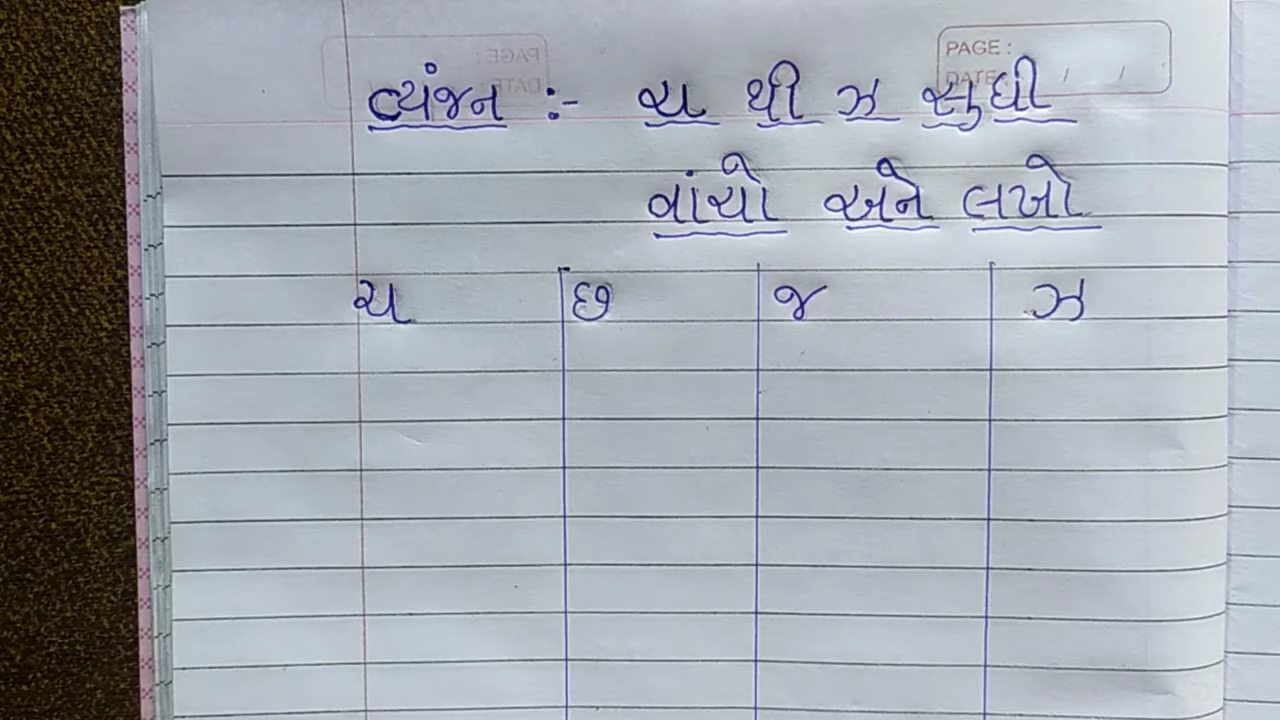 PAGE :
DATE / /
વ્યંજન :- ચ થી ઝ સુધી
વાંચો અને લખો
ચ છ જ ઝ